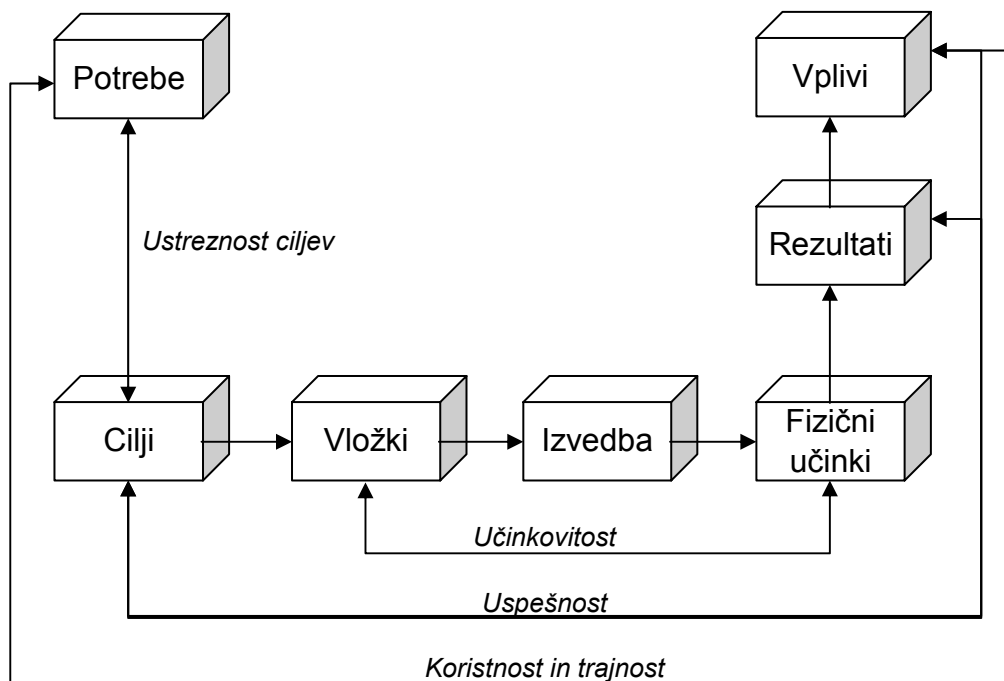 Potrebe
Vplivi
Ustreznost ciljev
Rezultati
Cilji
Vložki
Izvedba
Fizični
učinki
Učinkovitost
Uspešnost
Koristnost in trajnost